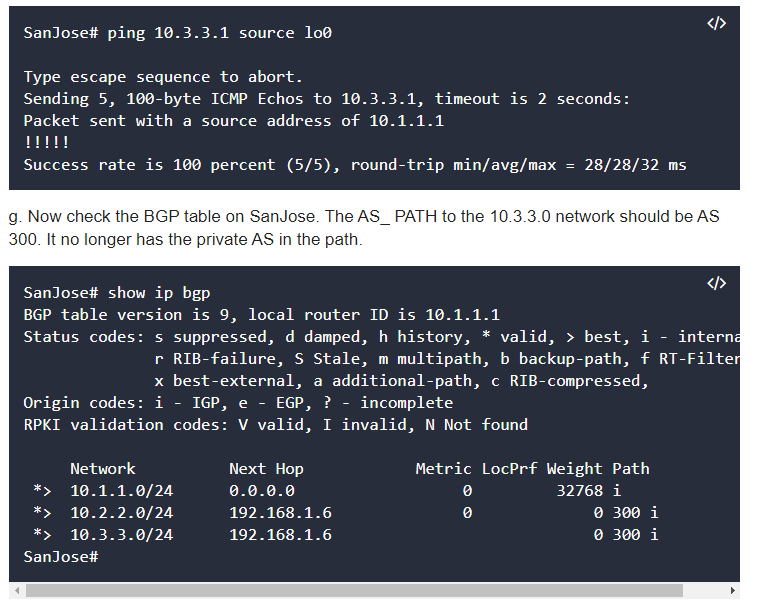 </>
SanJose# ping 10.3.3.1 source lo0
Type escape sequence to abort.
Sending 5, 100-byte ICMP Echos to 10.3.3.1, timeout is 2 seconds:
Packet sent with a source address of 10.1.1.1
!!!!!
Success rate is 100 percent (5/5), round-trip min/avg/max = 28/28/32 ms
g. Now check the BGP table on SanJose. The AS_ PATH to the 10.3.3.0 network should be AS
300. It no longer has the private AS in the path.
</>
SanJose# show ip bgp
BGP table version is 9, local router ID is 10.1.1.1
Status codes: s suppressed, d damped, h history, * valid, > best, i - interna
              r RIB-failure, S Stale, m multipath, b backup-path, f RT-Filter
              x best-external, a additional-path, c RIB-compressed,
Origin codes: i - IGP, e - EGP, ? - incomplete
RPKI validation codes: V valid, I invalid, N Not found
     Network          Next Hop            Metric LocPrf Weight Path
 *>  10.1.1.0/24      0.0.0.0                  0         32768 i
 *>  10.2.2.0/24      192.168.1.6              0             0 300 i
 *>  10.3.3.0/24      192.168.1.6                            0 300 i
SanJose#